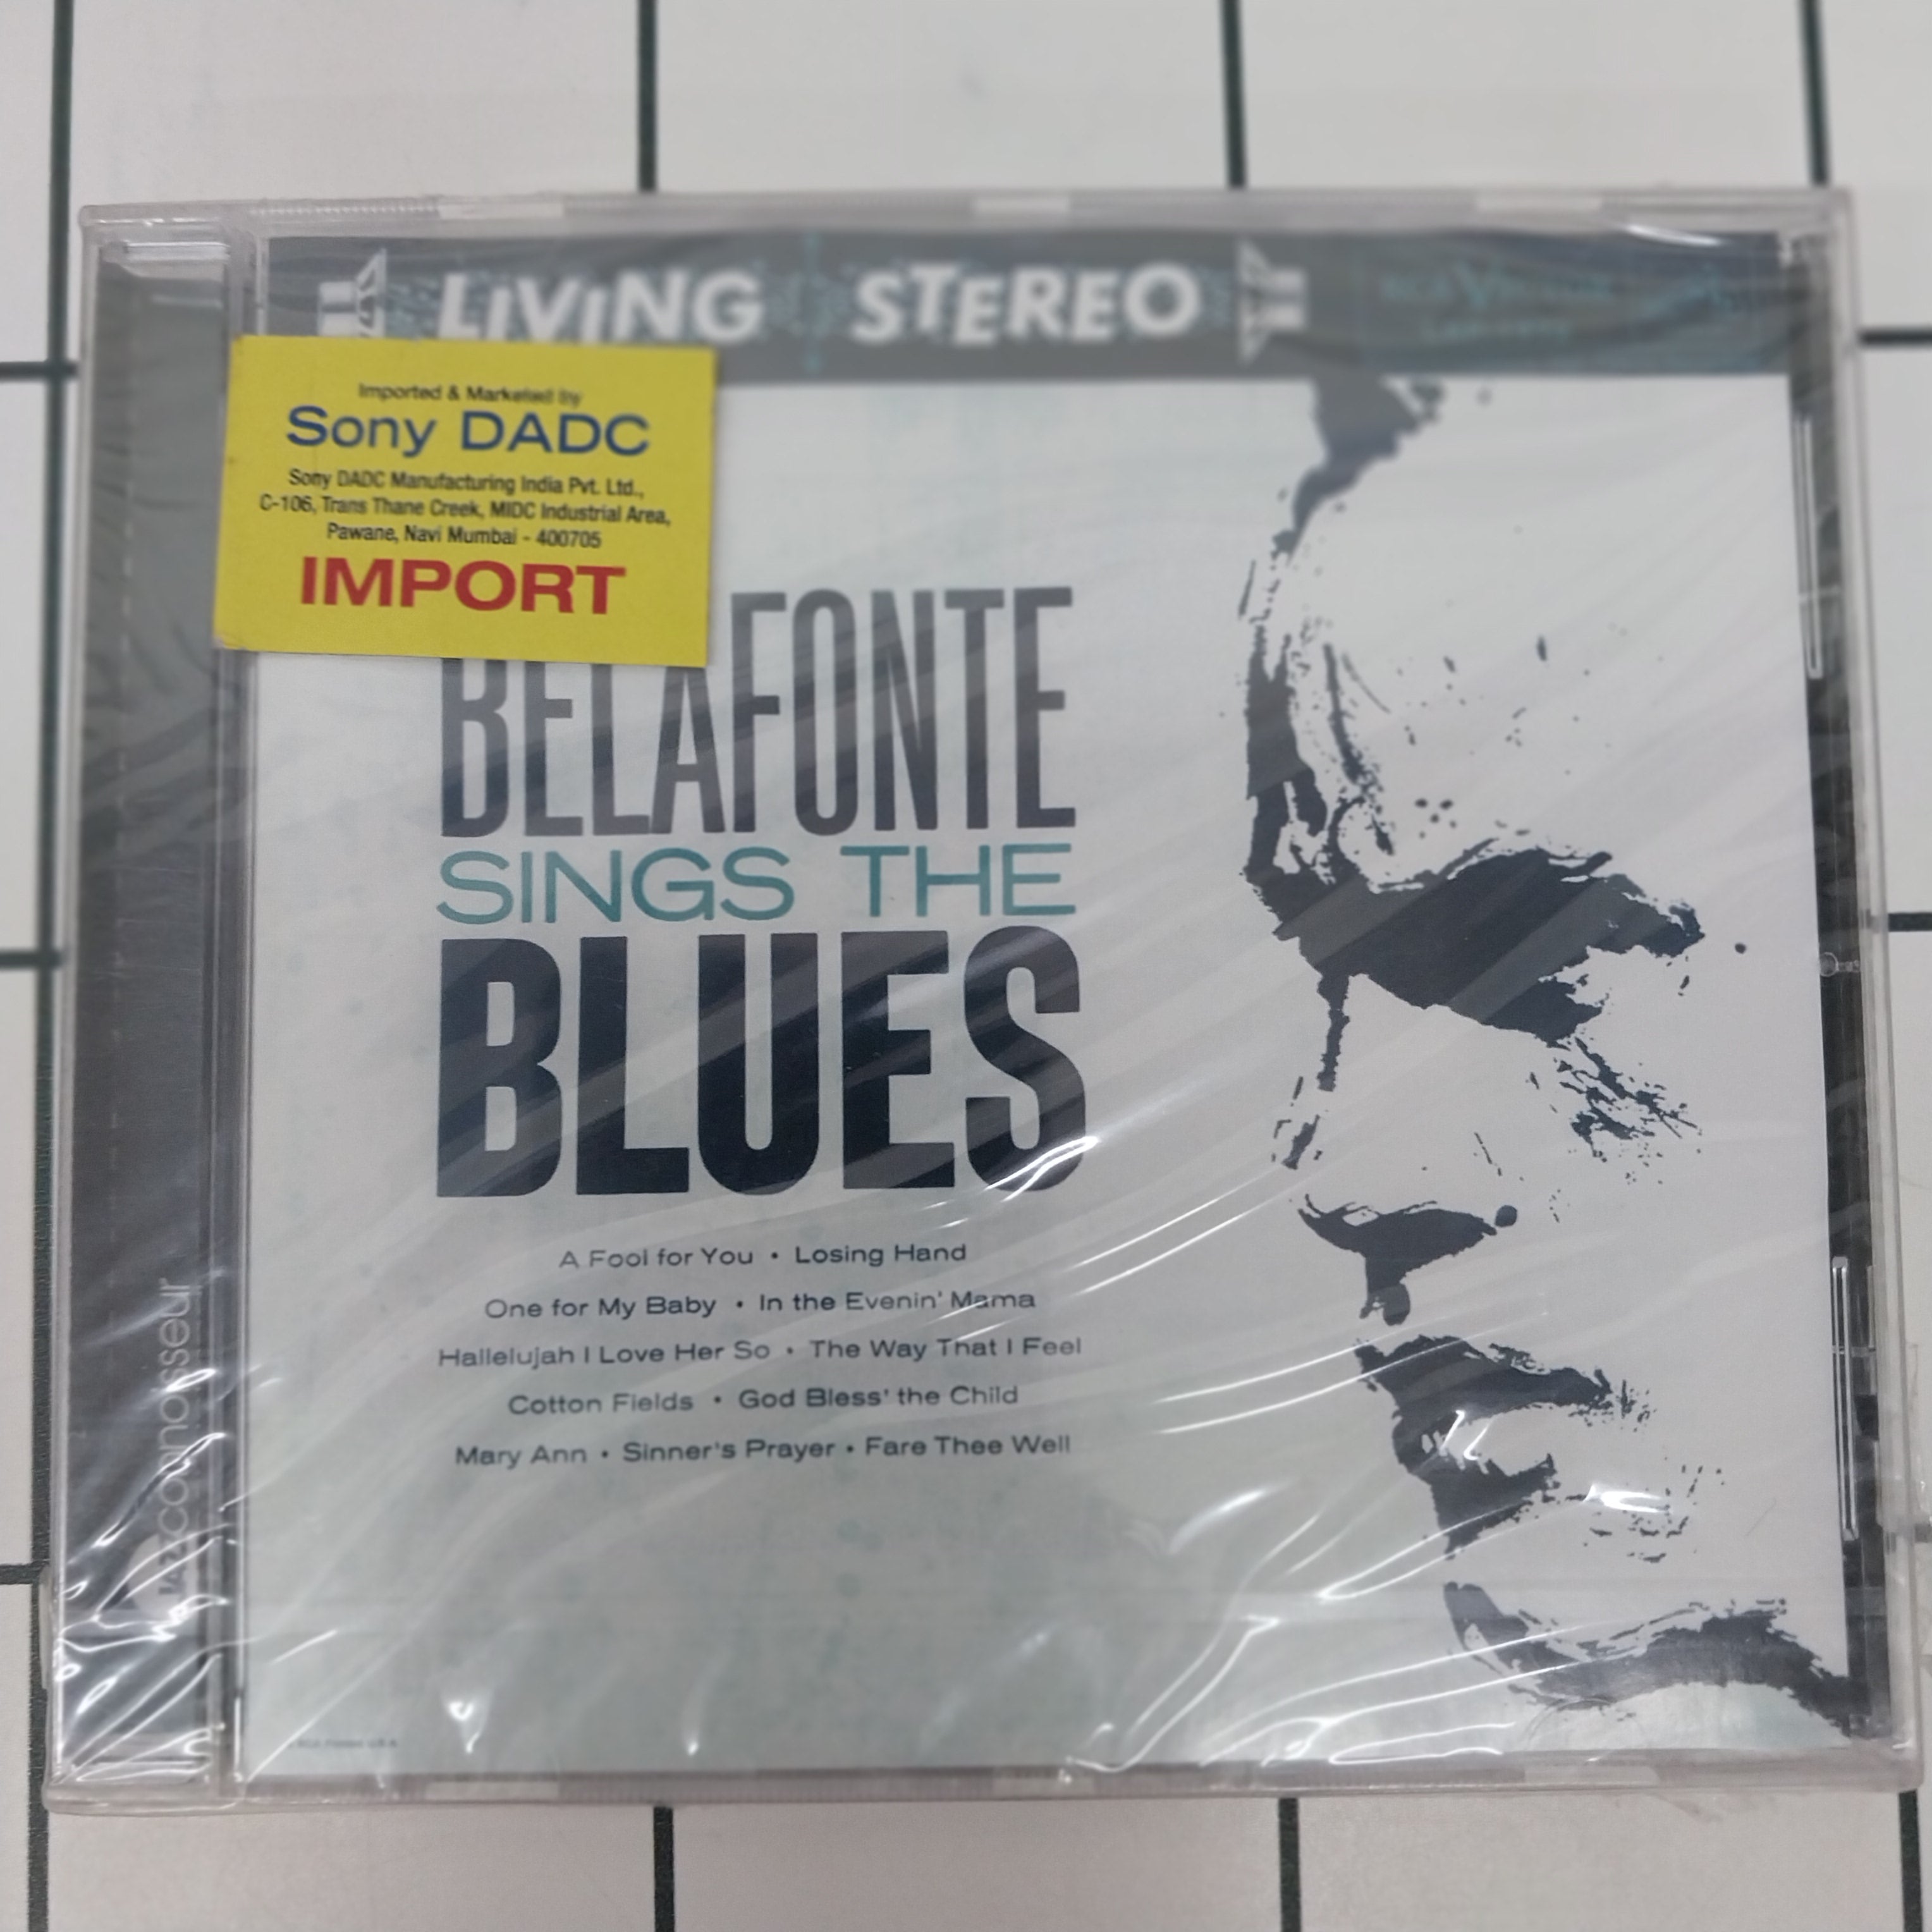 LIVING STEREO
Imported & Marketed by
Sony DADC
Sony DADC Manufacturing India Pvt. Ltd.,
C-106, Trans Thane Creek, MIDC Industrial Area,
Pawane, Navi Mumbai - 400705
IMPORT
BELAFONTE
SINGS THE
BLUES
A Fool for You • Losing Hand
One for My Baby • In the Evenin' Mama
Hallelujah I Love Her So • The Way That I Feel
Cotton Fields • God Bless' the Child
Mary Ann • Sinner's Prayer • Fare Thee Well
Jazzconnoisseur